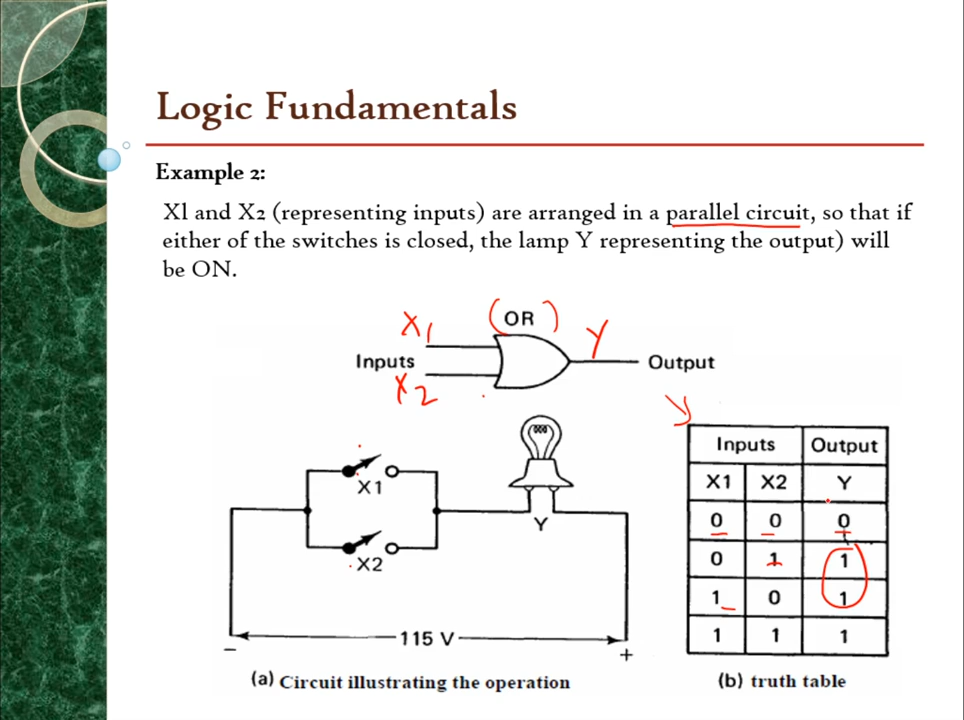 Logic Fundamentals
Example 2:
X1 and X2 (representing inputs) are arranged in a parallel circuit, so that if
either of the switches is closed, the lamp Y representing the output) will
be ON.
X1
(OR)
Y
Inputs
Output
X2
y
Inputs Output
X1 X2 Y
0 0 0
0 1 1
1 0 1
1 1 1
X1
Y
X2
115 V
- +
(a) Circuit illustrating the operation
(b) truth table